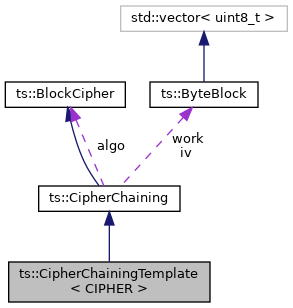 std::vector< uint8_t >
ts::BlockCipher
ts::ByteBlock
algo
work
iv
ts::CipherChaining
ts::CipherChainingTemplate
< CIPHER >